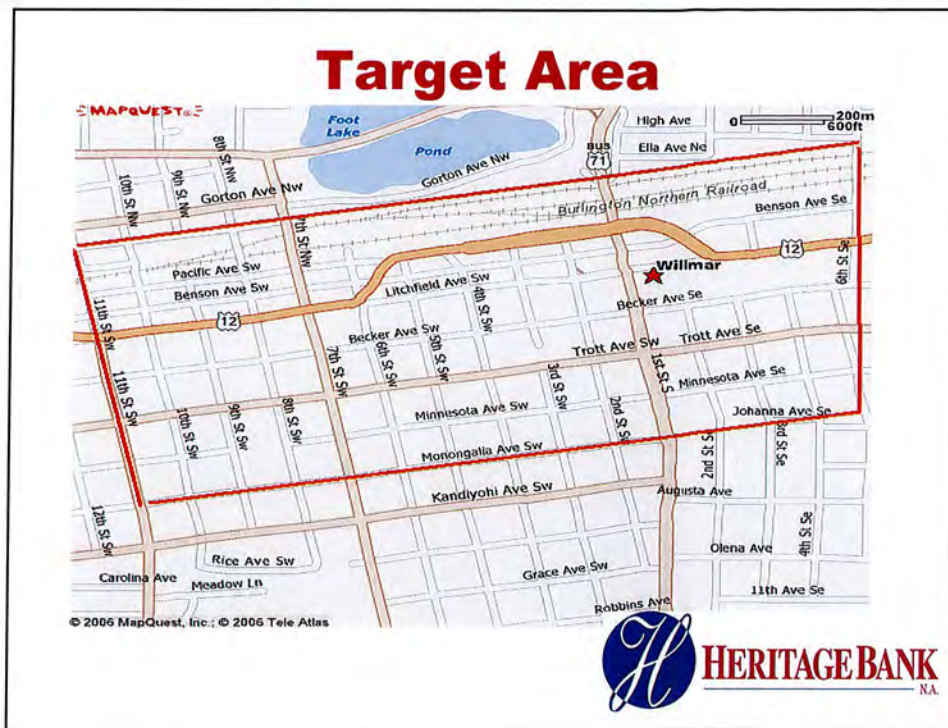 Target Area
MAPQUEST
Foot
Lake
Pond
High Ave
0 200m
600ft
Ella Ave Ne
BUS
71
8th St Nw
9th St Nw
10th St Nw
Gorton Ave Nw
Gorton Ave Nw
Burlington Northern Railroad
Benson Ave Se
7th St Nw
12
Pacific Ave Sw
Benson Ave Sw
Litchfield Ave Sw
Willmar
6th St Se
11th St Sw
12
4th St Sw
Becker Ave Se
Becker Ave Sw
5th St Sw
6th St Sw
7th St Sw
Trott Ave Sw
Trott Ave Se
1st St S
11th St Sw
10th St Sw
9th St Sw
8th St Sw
3rd St Sw
2nd St Sw
Minnesota Ave Sw
Minnesota Ave Se
Johanna Ave Se
Monongalia Ave Sw
2nd St Se
3rd St Se
Kandiyohi Ave Sw
Augusta Ave
12th St Sw
4th St Se
Rice Ave Sw
Olena Ave
Carolina Ave
Meadow Ln
Grace Ave Sw
11th Ave Se
Robbins Ave
© 2006 MapQuest, Inc.; © 2006 Tele Atlas
H
HERITAGE BANK
N.A.